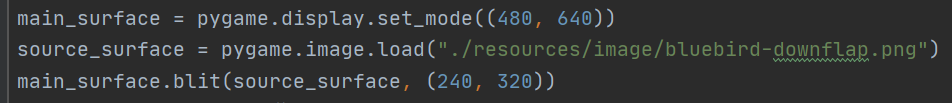 main_surface = pygame.display.set_mode((480, 640))
source_surface = pygame.image.load("./resources/image/bluebird-downflap.png")
main_surface.blit(source_surface, (240, 320))